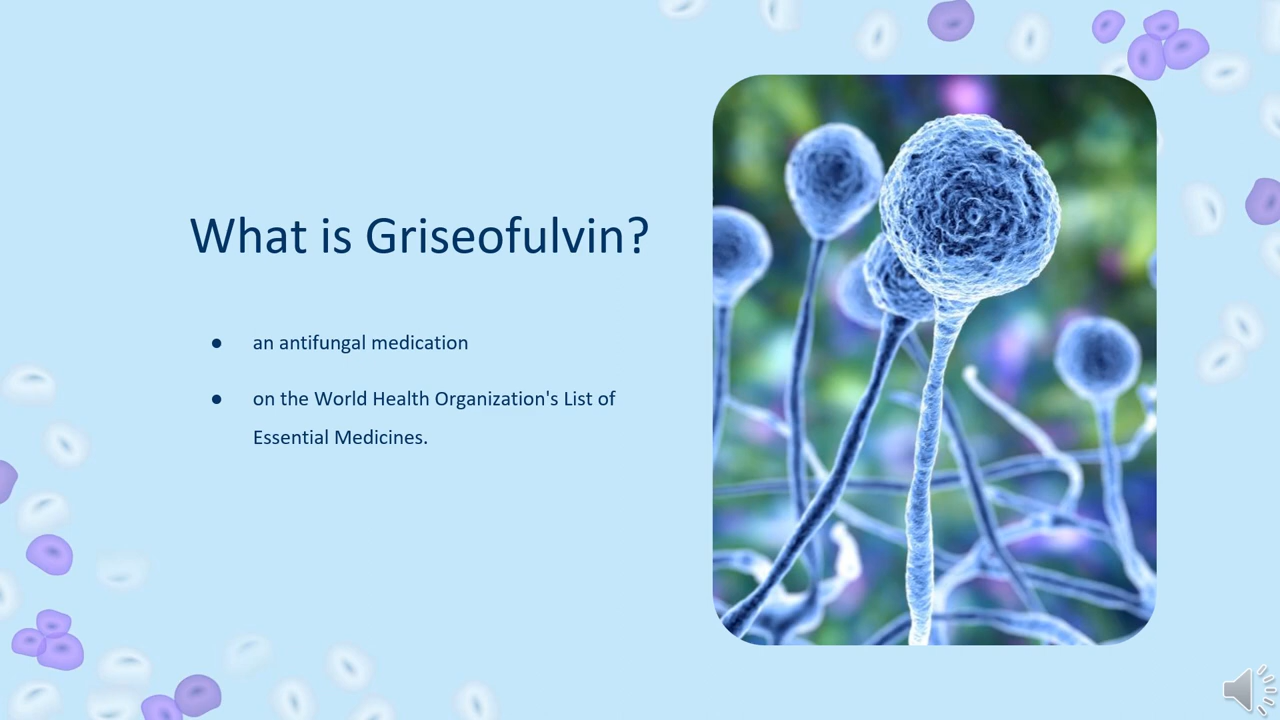 What is Griseofulvin?
● an antifungal medication
● on the World Health Organization's List of
Essential Medicines.